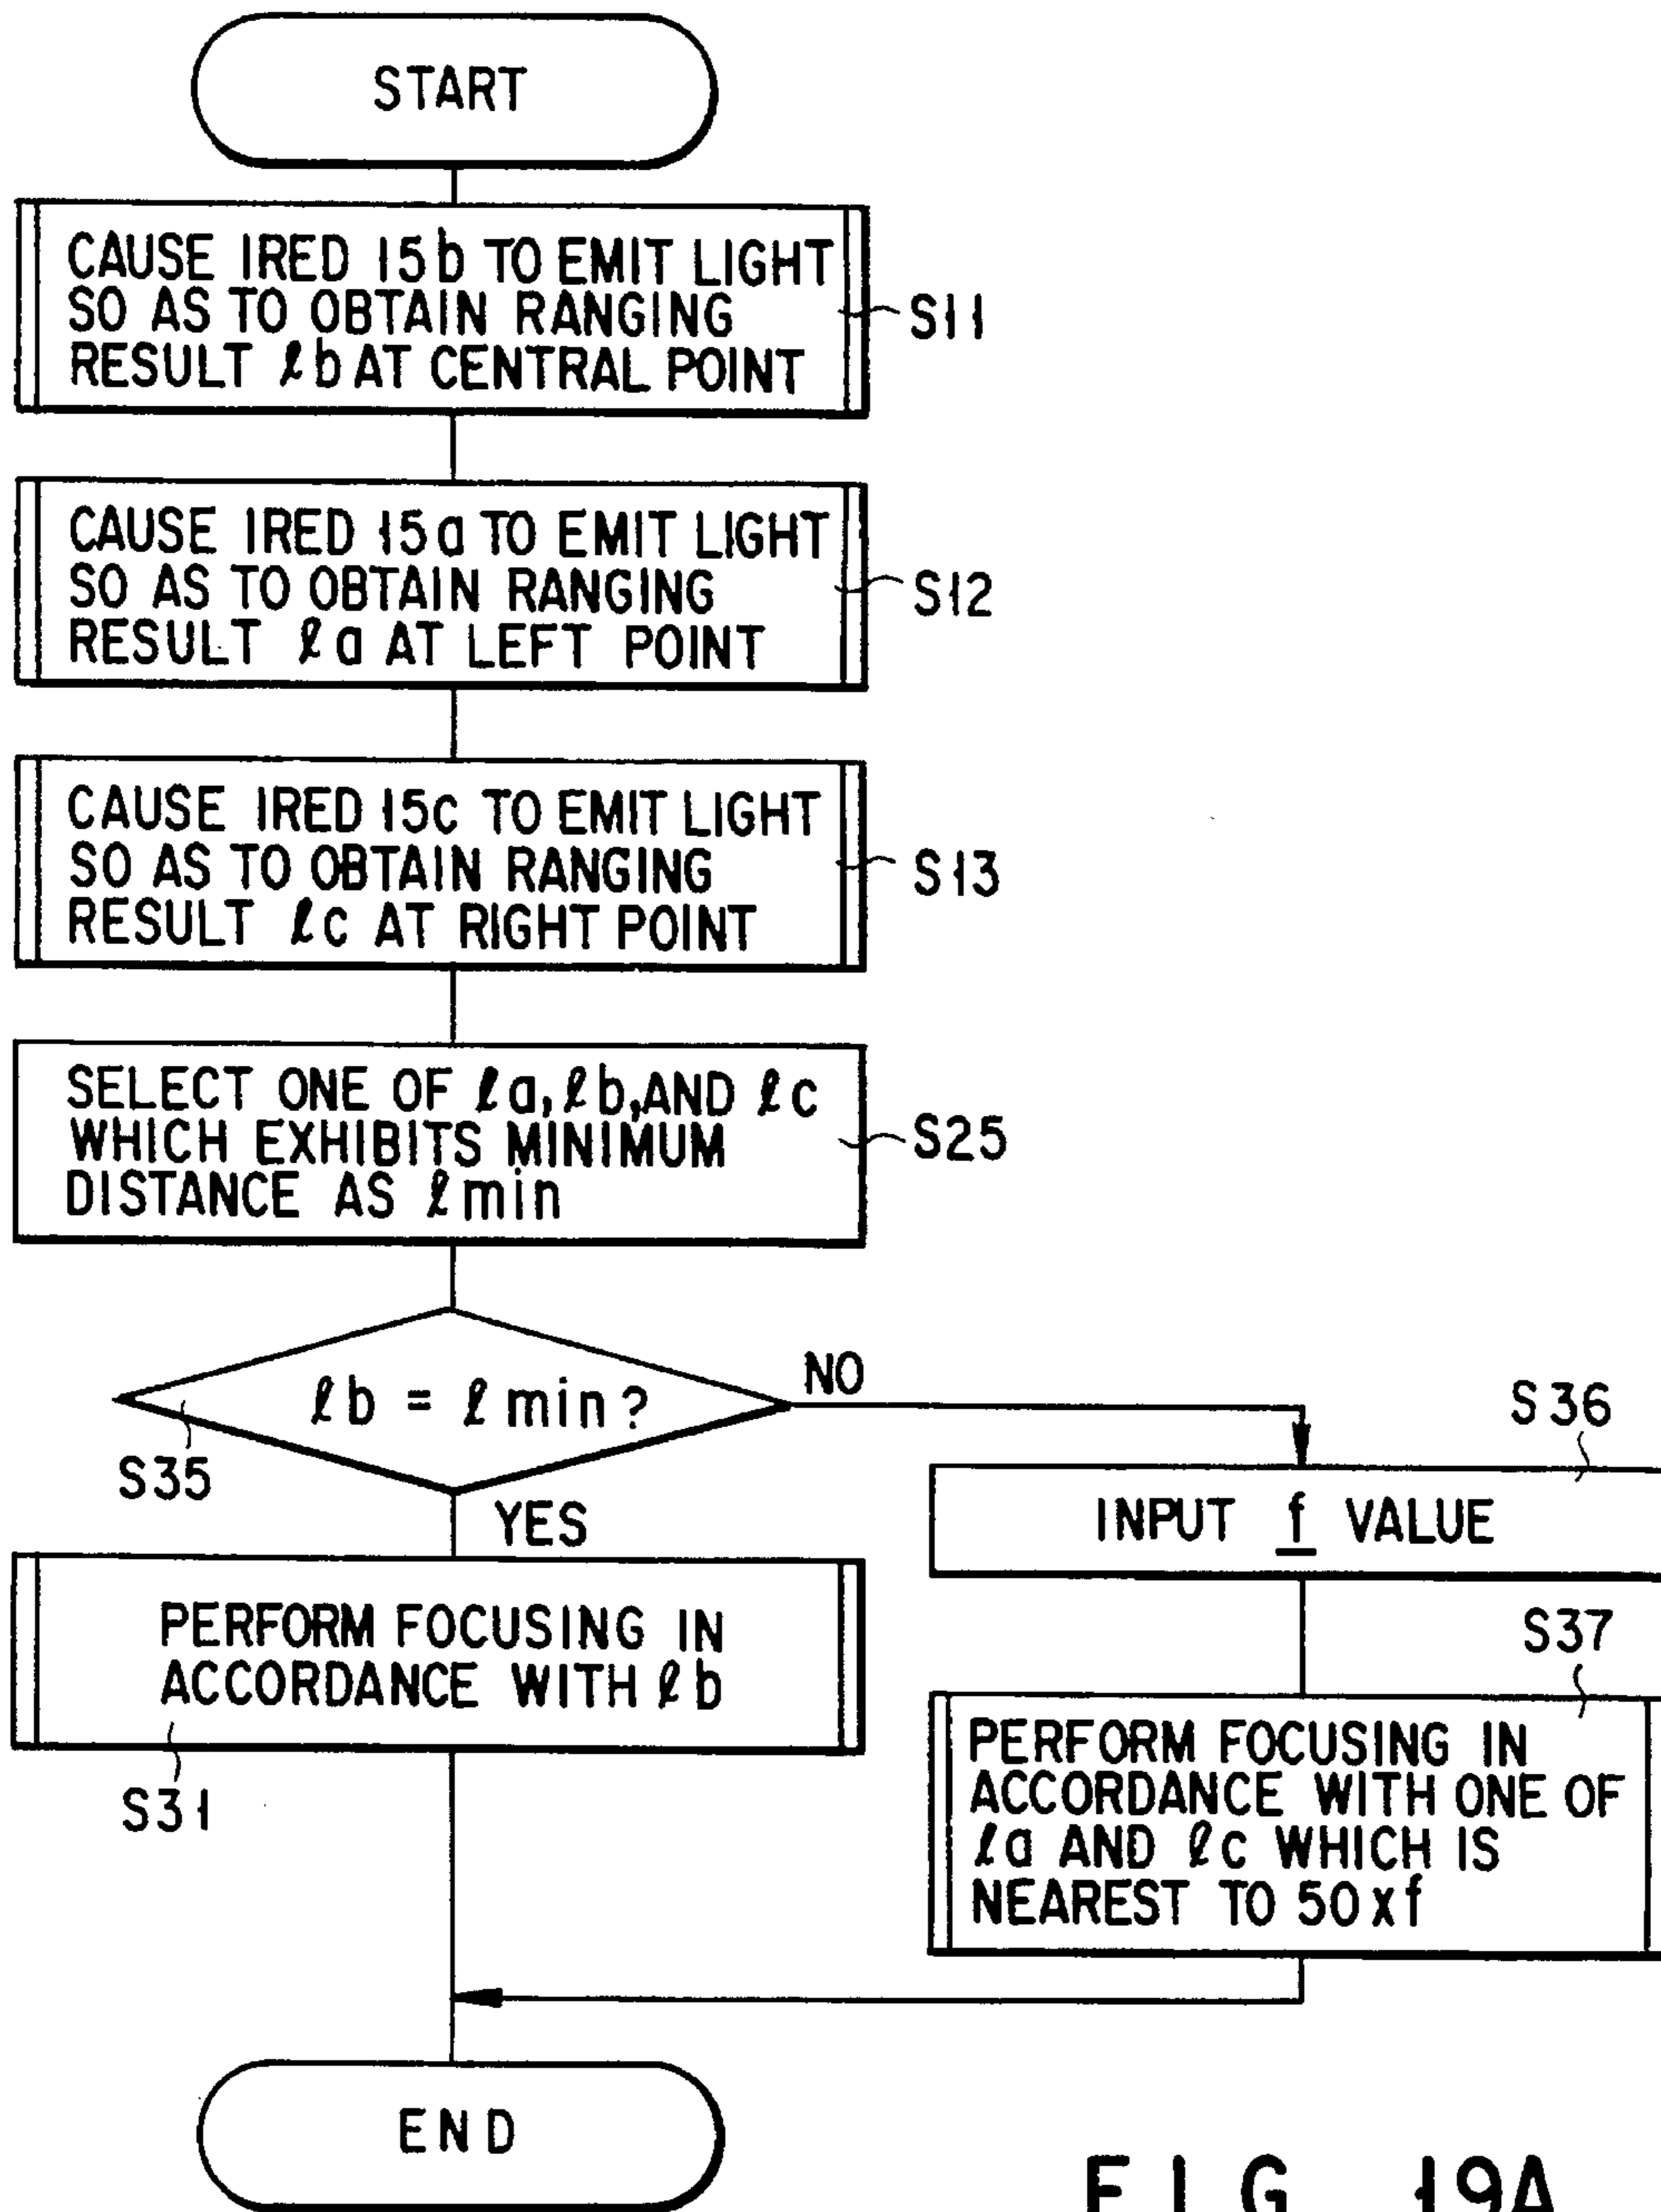 START
CAUSE IRED 15b TO EMIT LIGHT
SO AS TO OBTAIN RANGING
RESULT ℓb AT CENTRAL POINT
S11
CAUSE IRED 15a TO EMIT LIGHT
SO AS TO OBTAIN RANGING
RESULT ℓa AT LEFT POINT
S12
CAUSE IRED 15c TO EMIT LIGHT
SO AS TO OBTAIN RANGING
RESULT ℓc AT RIGHT POINT
S13
SELECT ONE OF ℓa, ℓb, AND ℓc
WHICH EXHIBITS MINIMUM
DISTANCE AS ℓmin
S25
ℓb = ℓmin?
NO
S35
YES
S36
INPUT f VALUE
PERFORM FOCUSING IN
ACCORDANCE WITH ℓb
S31
S37
PERFORM FOCUSING IN
ACCORDANCE WITH ONE OF
ℓa AND ℓc WHICH IS
NEAREST TO 50xf
END
FIG. 19A